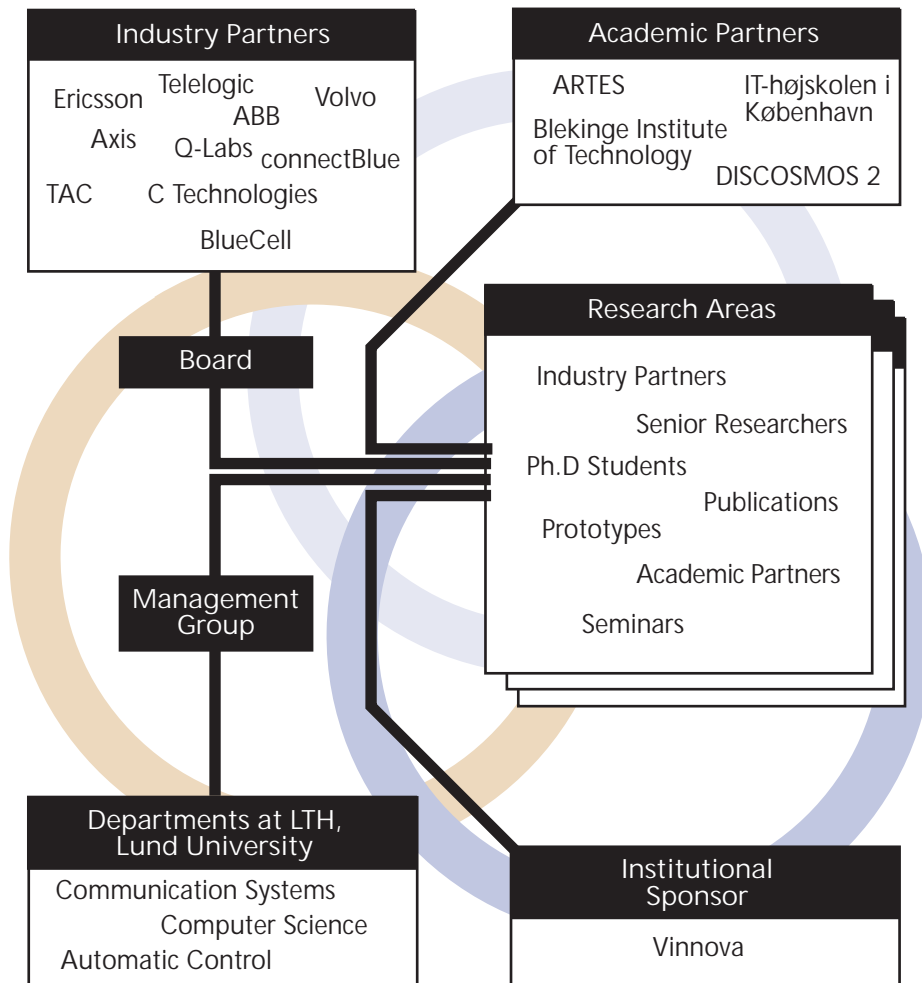 Industry Partners
Ericsson
Telelogic
Volvo
ABB
Axis
Q-Labs
connectBlue
TAC
C Technologies
BlueCell
Academic Partners
ARTES
IT-højskolen i
København
Blekinge Institute
of Technology
DISCOSMOS 2
Board
Research Areas
Industry Partners
Senior Researchers
Ph.D Students
Publications
Prototypes
Academic Partners
Seminars
Management
Group
Departments at LTH,
Lund University
Communication Systems
Computer Science
Automatic Control
Institutional
Sponsor
Vinnova